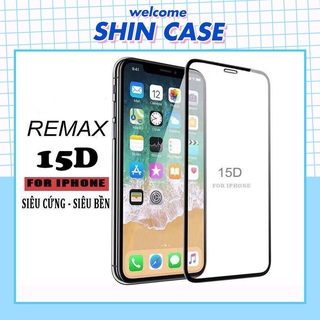 welcome
SHIN CASE
REMAX
15D
FOR IPHONE
SIÊU CỨNG - SIÊU BỀN
15D
FOR IPHONE